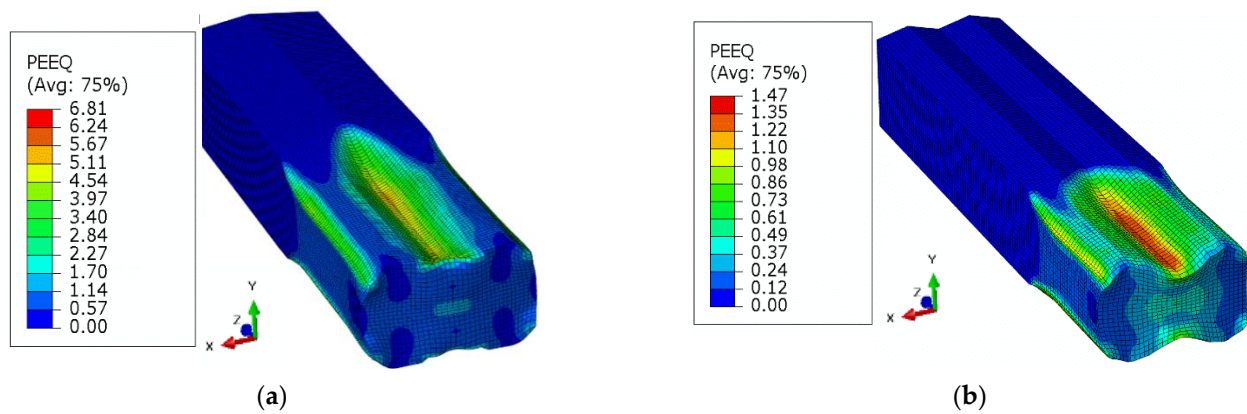 PEEQ
(Avg: 75%)
6.81
6.24
5.67
5.11
4.54
3.97
3.40
2.84
2.27
1.70
1.14
0.57
0.00
Y
Z
X
(a)
PEEQ
(Avg: 75%)
1.47
1.35
1.22
1.10
0.98
0.86
0.73
0.61
0.49
0.37
0.24
0.12
0.00
Y
Z
X
(b)